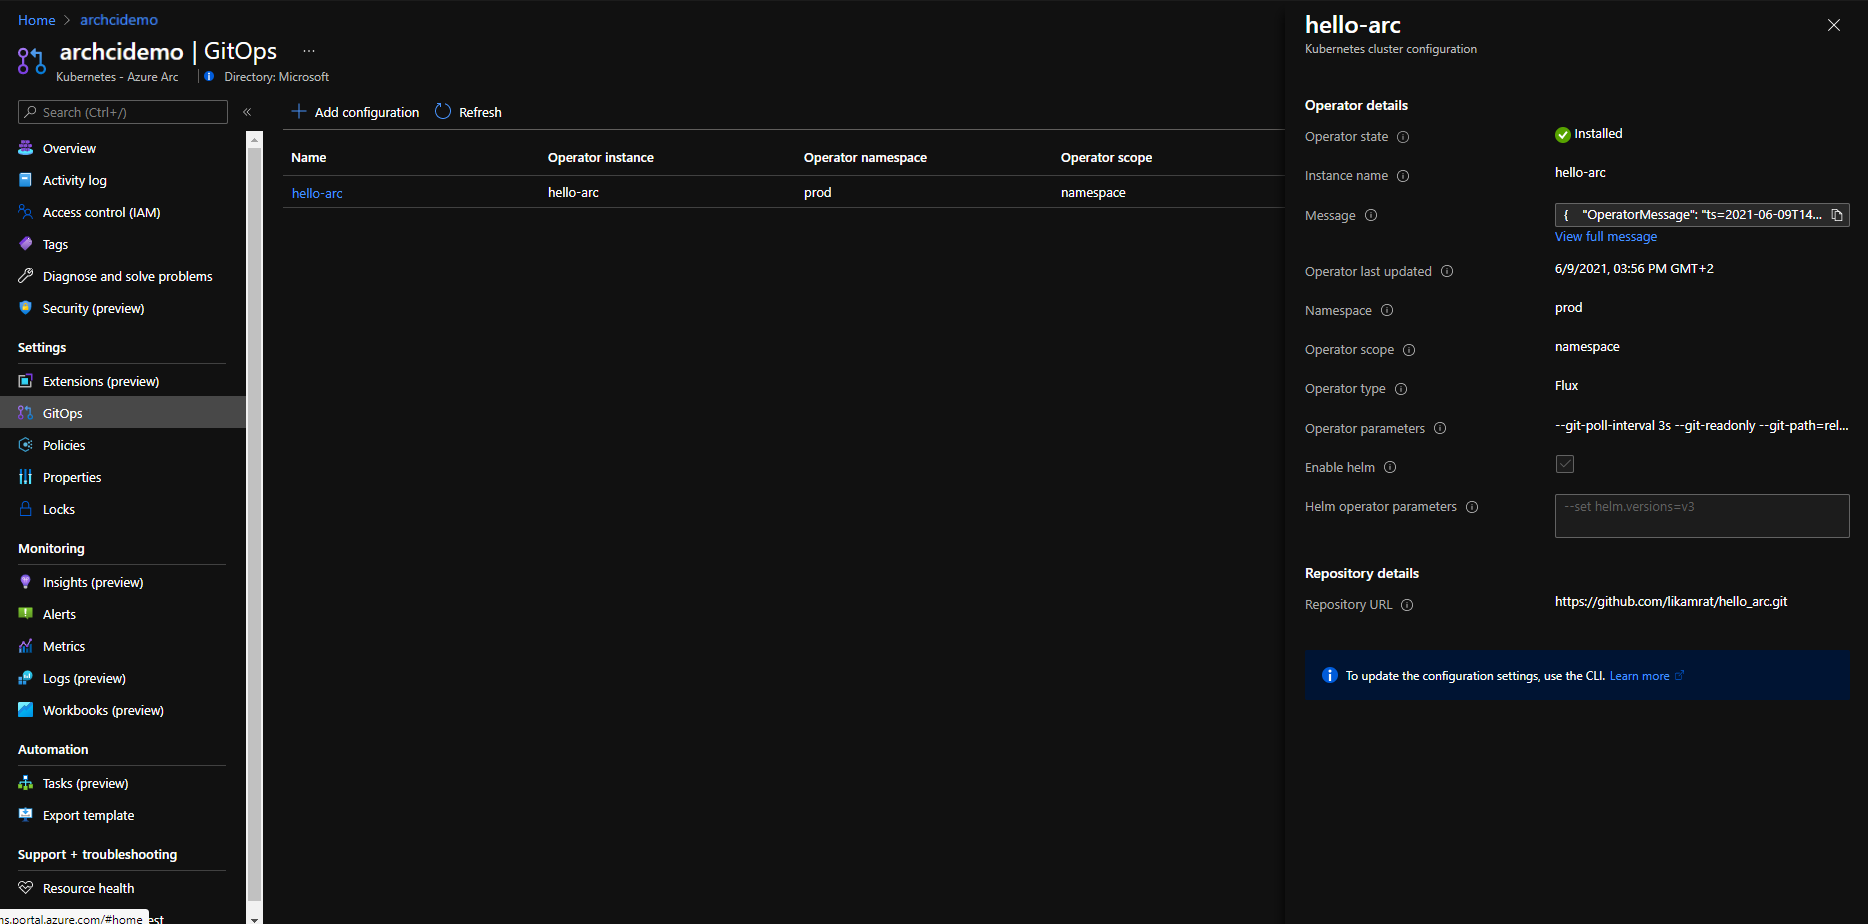 Home > archcidemo
archcidemo | GitOps ...
Kubernetes - Azure Arc
Directory: Microsoft
Search (Ctrl+/)
«
Overview
Activity log
Access control (IAM)
Tags
Diagnose and solve problems
Security (preview)
Settings
Extensions (preview)
GitOps
Policies
Properties
Locks
Monitoring
Insights (preview)
Alerts
Metrics
Logs (preview)
Workbooks (preview)
Automation
Tasks (preview)
Export template
Support + troubleshooting
Resource health
ms.portal.azure.com/#home
Add configuration
Refresh
Name Operator instance Operator namespace Operator scope
hello-arc hello-arc prod namespace
hello-arc
Kubernetes cluster configuration
Operator details
Operator state Installed
Instance name hello-arc
Message { "OperatorMessage": "ts=2021-06-09T14...
View full message
Operator last updated 6/9/2021, 03:56 PM GMT+2
Namespace prod
Operator scope namespace
Operator type Flux
Operator parameters --git-poll-interval 3s --git-readonly --git-path=rel...
Enable helm
Helm operator parameters --set helm.versions=v3
Repository details
Repository URL https://github.com/likamrat/hello_arc.git
To update the configuration settings, use the CLI. Learn more